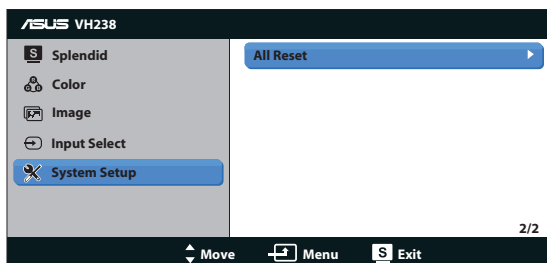 ASUS VH238
S Splendid
Color
Image
Input Select
System Setup
All Reset
2/2
Move Menu S Exit